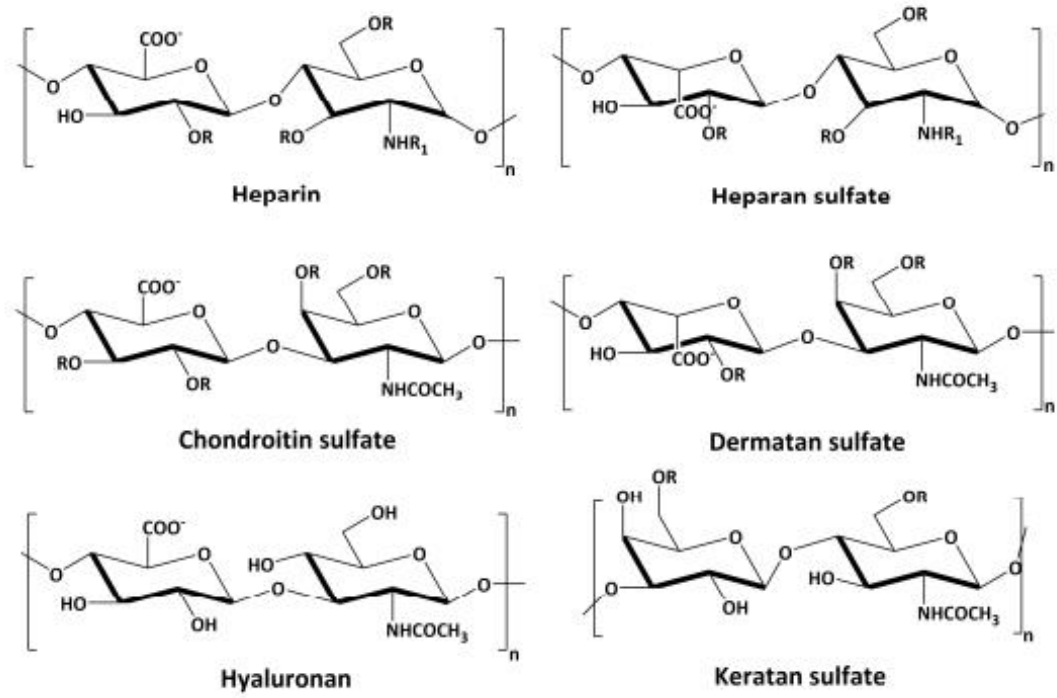 COO⁻ OR O O O HO OR RO NHR₁ O n
Heparin
OR O O O O HO COO⁻ OR RO NHR₁ O n
Heparan sulfate
COO⁻ OR OR O O O O O RO OR NHCOCH₃ n
Chondroitin sulfate
OR OR O O O O O HO COO⁻ OR NHCOCH₃ n
Dermatan sulfate
COO⁻ OH O HO O O O O HO OH NHCOCH₃ n
Hyaluronan
OH OR OR O O O O O HO OH NHCOCH₃ n
Keratan sulfate